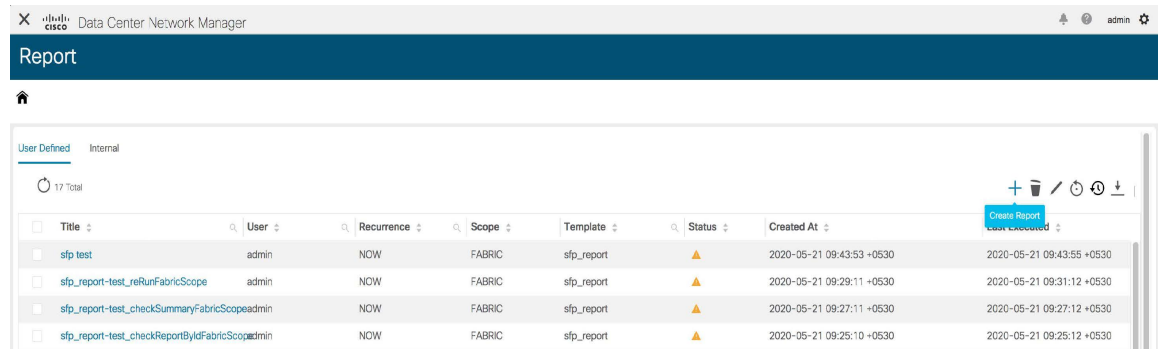 cisco Data Center Network Manager admin
Report
User Defined Internal
17 Total
Create Report
Title User Recurrence Scope Template Status Created At Last Executed
sfp test admin NOW FABRIC sfp_report 2020-05-21 09:43:53 +0530 2020-05-21 09:43:55 +0530
sfp_report-test_reRunFabricScope admin NOW FABRIC sfp_report 2020-05-21 09:29:11 +0530 2020-05-21 09:31:12 +0530
sfp_report-test_checkSummaryFabricScope admin NOW FABRIC sfp_report 2020-05-21 09:27:11 +0530 2020-05-21 09:27:12 +0530
sfp_report-test_checkReportByIdFabricScope admin NOW FABRIC sfp_report 2020-05-21 09:25:10 +0530 2020-05-21 09:25:12 +0530